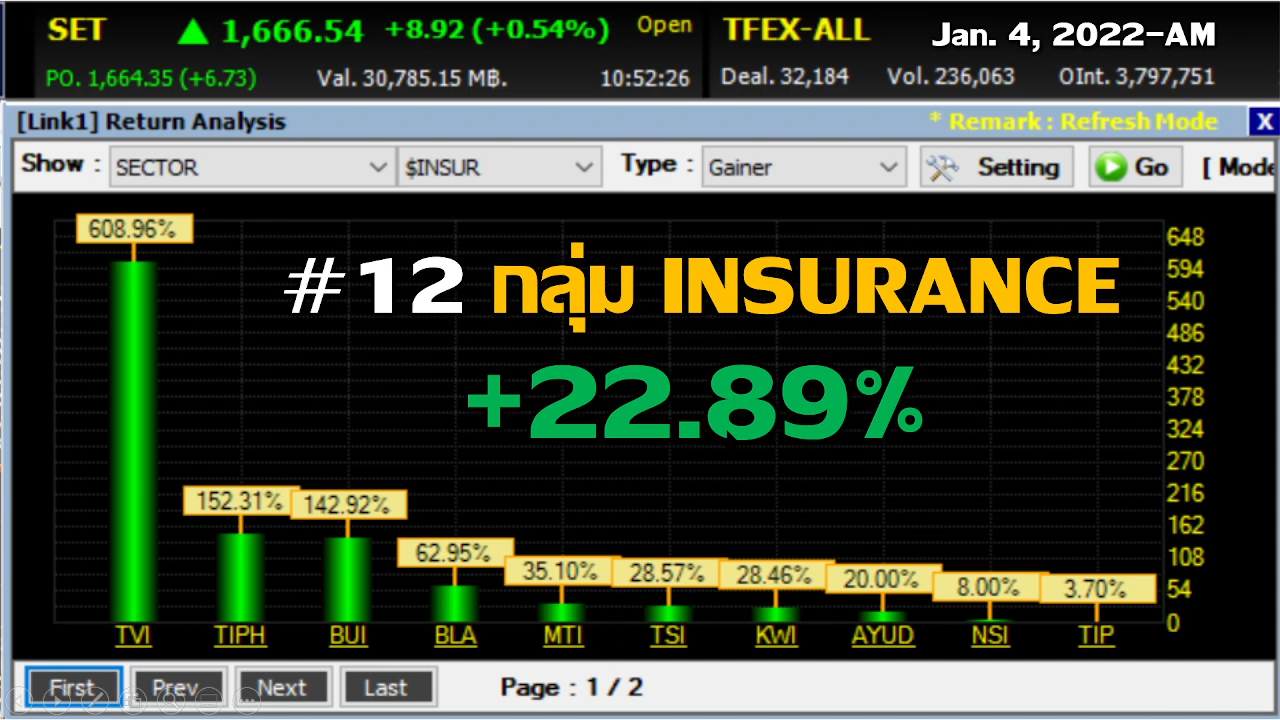 SET ▲ 1,666.54 +8.92 (+0.54%) Open TFEX-ALL Jan. 4, 2022-AM
PO. 1,664.35 (+6.73) Val. 30,785.15 M฿. 10:52:26 Deal. 32,184 Vol. 236,063 OInt. 3,797,751
[Link1] Return Analysis * Remark : Refresh Mode X
Show : SECTOR $INSUR Type : Gainer Setting Go [ Mode
608.96%
648
594
540
486
432
378
324
270
216
162
108
54
0
#12 กลุ่ม INSURANCE
+22.89%
152.31% 142.92% 62.95% 35.10% 28.57% 28.46% 20.00% 8.00% 3.70%
TVI TIPH BUI BLA MTI TSI KWI AYUD NSI TIP
First Prev Next Last Page : 1 / 2